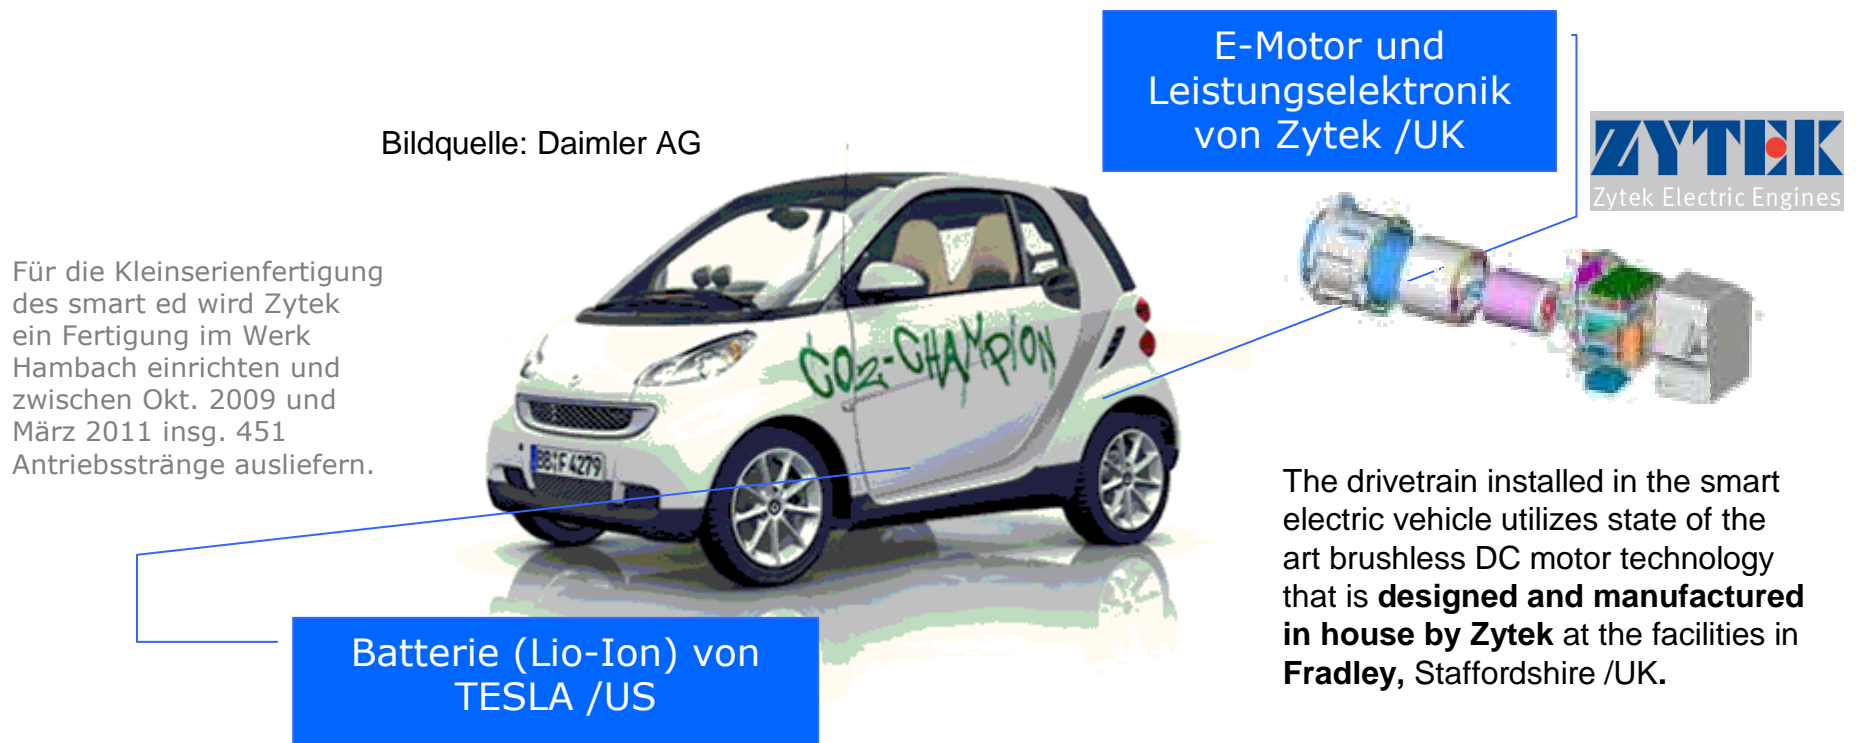 E-Motor und
Leistungselektronik
von Zytek /UK
Bildquelle: Daimler AG
ZYTEK
Zytek Electric Engines
Für die Kleinserienfertigung
des smart ed wird Zytek
ein Fertigung im Werk
Hambach einrichten und
zwischen Okt. 2009 und
März 2011 insg. 451
Antriebsstränge ausliefern.
CO2-CHAMPION
BB:F 4279
The drivetrain installed in the smart
electric vehicle utilizes state of the
art brushless DC motor technology
that is designed and manufactured
in house by Zytek at the facilities in
Fradley, Staffordshire /UK.
Batterie (Lio-Ion) von
TESLA /US